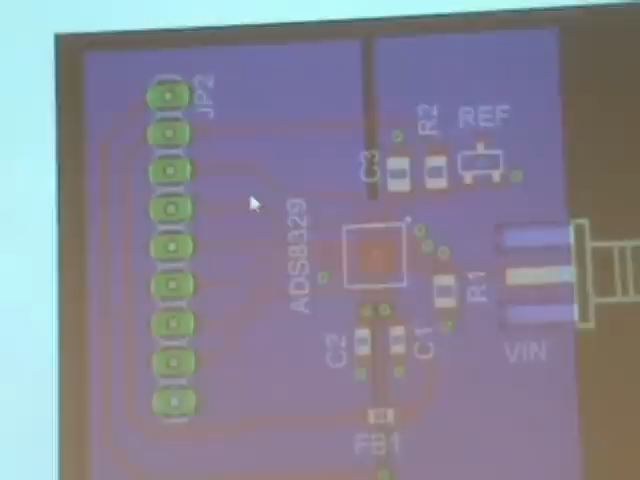 JP2
R2
REF
C3
ADS8329
R1
C2
C1
VIN
FB1